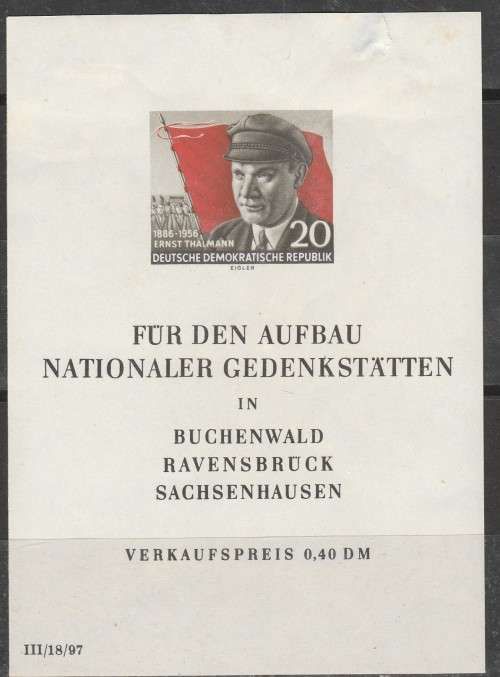 1886-1956
ERNST THÄLMANN
20
DEUTSCHE DEMOKRATISCHE REPUBLIK
EIGLER
FÜR DEN AUFBAU
NATIONALER GEDENKSTÄTTEN
IN
BUCHENWALD
RAVENSBRÜCK
SACHSENHAUSEN
VERKAUFSPREIS 0,40 DM
III/18/97